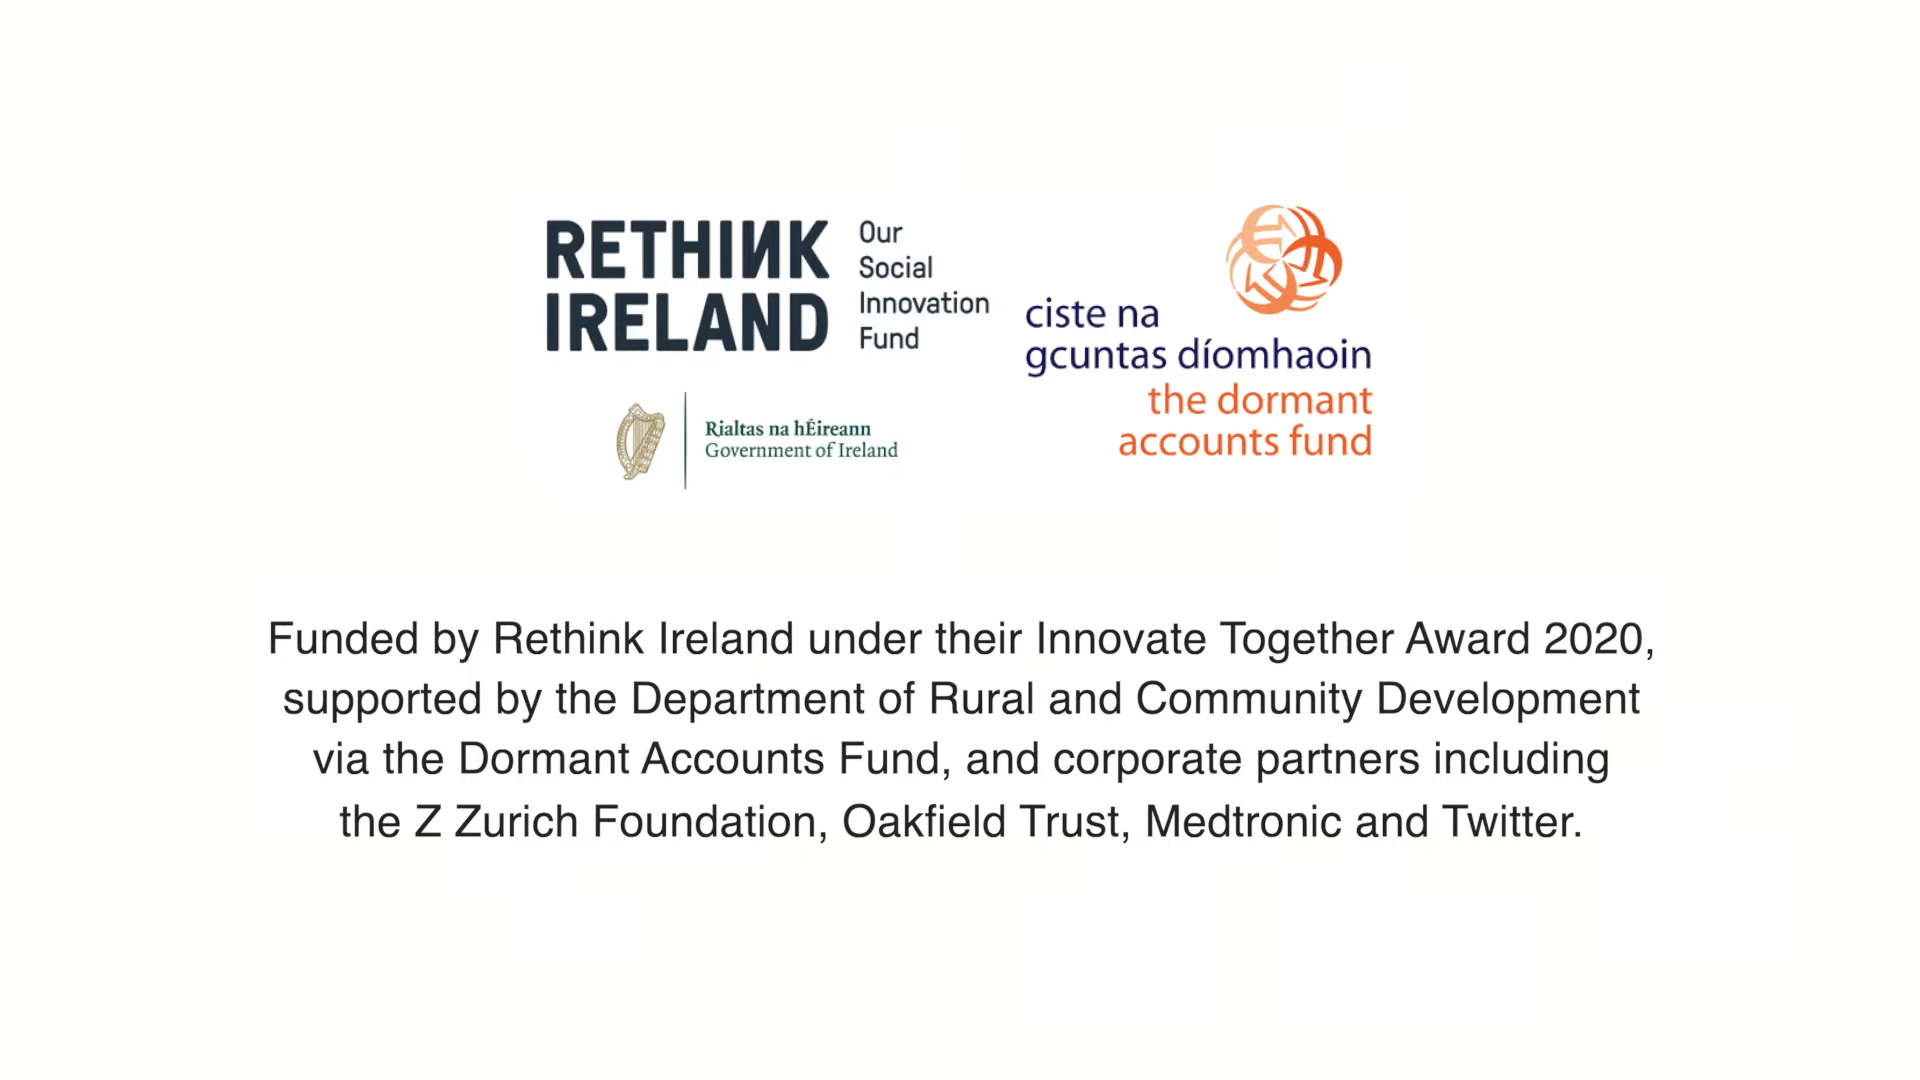 RETHINK
IRELAND
Our
Social
Innovation
Fund
Rialtas na hÉireann
Government of Ireland
ciste na
gcuntas díomhaoin
the dormant
accounts fund
Funded by Rethink Ireland under their Innovate Together Award 2020,
supported by the Department of Rural and Community Development
via the Dormant Accounts Fund, and corporate partners including
the Z Zurich Foundation, Oakfield Trust, Medtronic and Twitter.